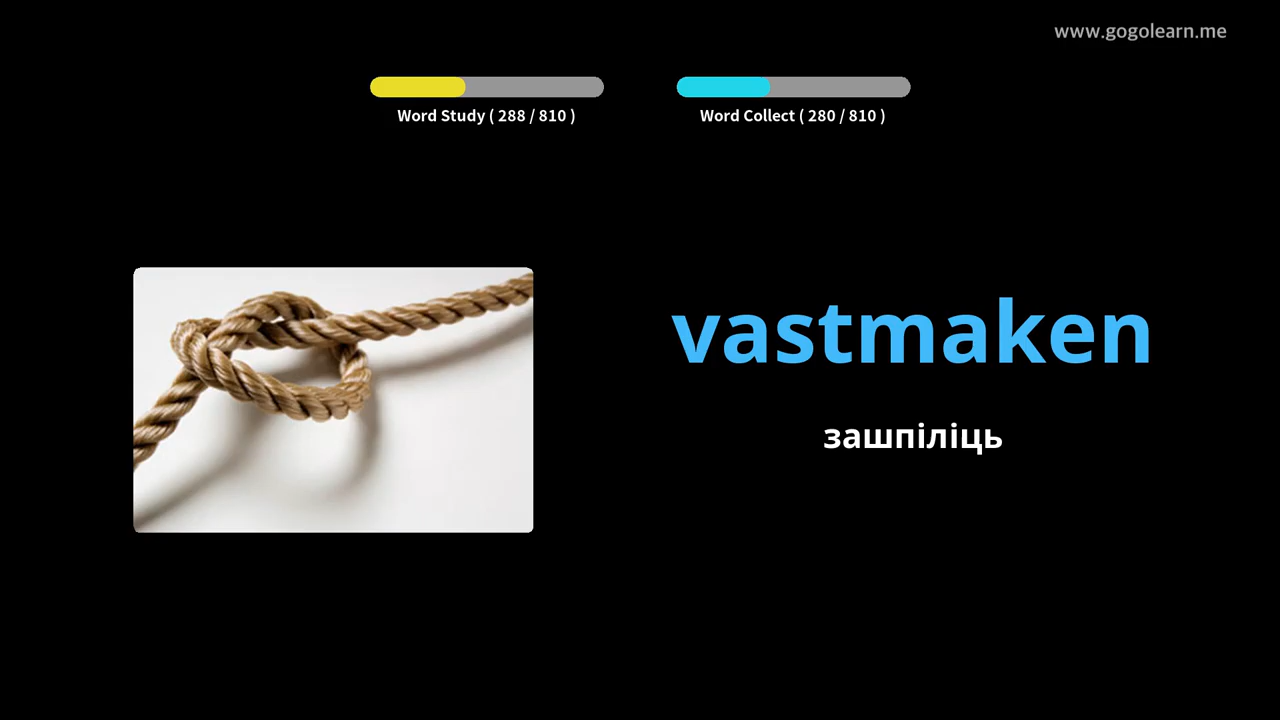 www.gogolearn.me
Word Study ( 288 / 810 )
Word Collect ( 280 / 810 )
vastmaken
зашпіліць